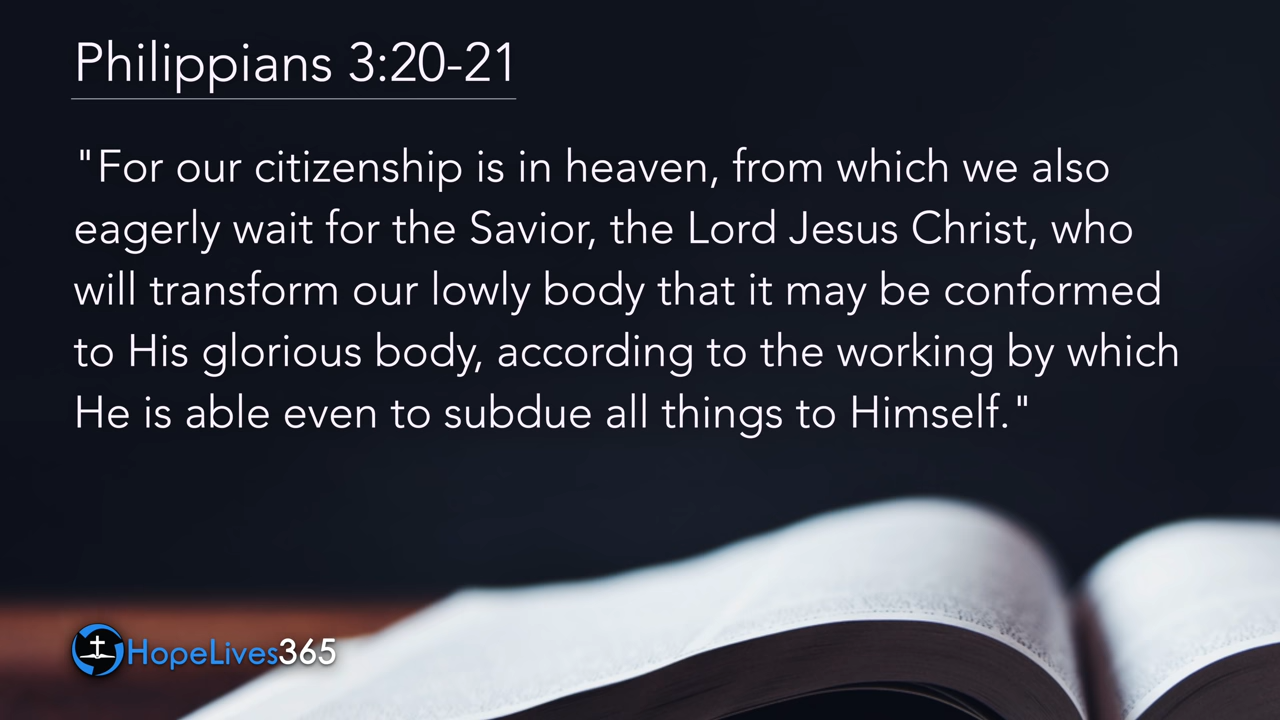 Philippians 3:20-21
"For our citizenship is in heaven, from which we also
eagerly wait for the Savior, the Lord Jesus Christ, who
will transform our lowly body that it may be conformed
to His glorious body, according to the working by which
He is able even to subdue all things to Himself."
HopeLives365